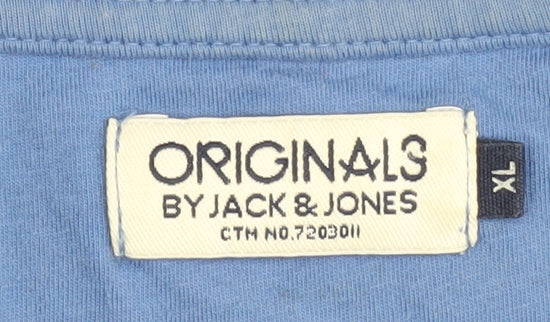 ORIGINALS
BY JACK & JONES
CTM NO.7203011
XL